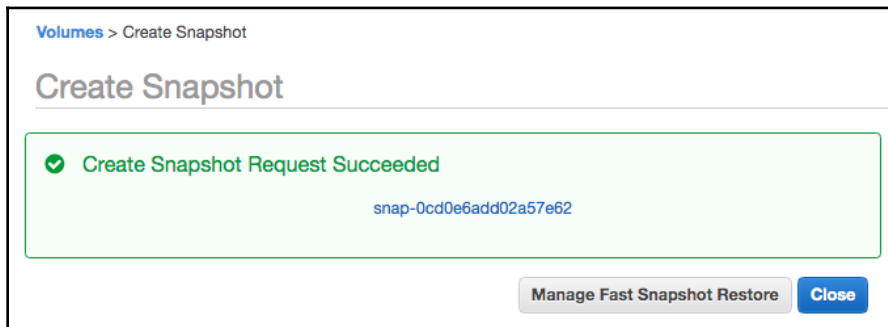 Volumes > Create Snapshot
Create Snapshot
Create Snapshot Request Succeeded
snap-0cd0e6add02a57e62
Manage Fast Snapshot Restore Close